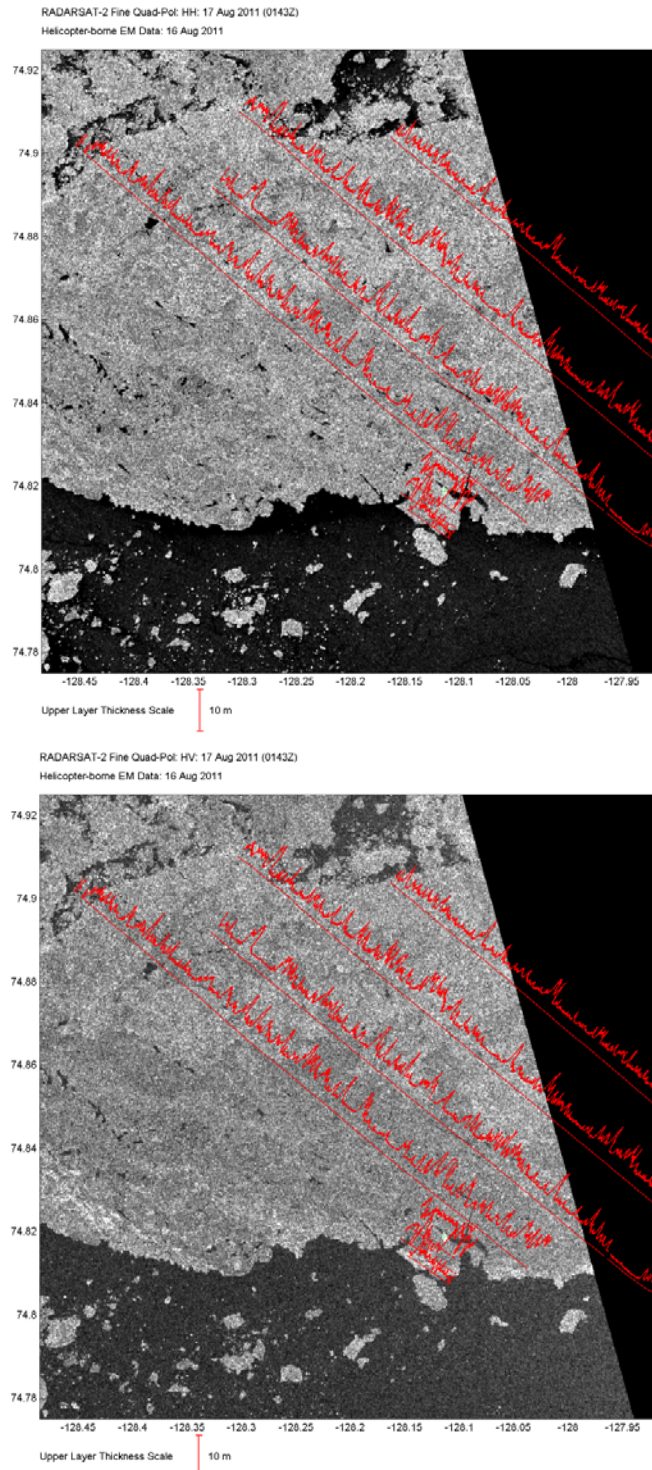 RADARSAT-2 Fine Quad-Pol: HH: 17 Aug 2011 (0143Z)
Helicopter-borne EM Data: 16 Aug 2011
74.92
74.9
74.88
74.86
74.84
74.82
74.8
74.78
-128.45 -128.4 -128.35 -128.3 -128.25 -128.2 -128.15 -128.1 -128.05 -128 -127.95
Upper Layer Thickness Scale 10 m
RADARSAT-2 Fine Quad-Pol: HV: 17 Aug 2011 (0143Z)
Helicopter-borne EM Data: 16 Aug 2011
74.92
74.9
74.88
74.86
74.84
74.82
74.8
74.78
-128.45 -128.4 -128.35 -128.3 -128.25 -128.2 -128.15 -128.1 -128.05 -128 -127.95
Upper Layer Thickness Scale 10 m